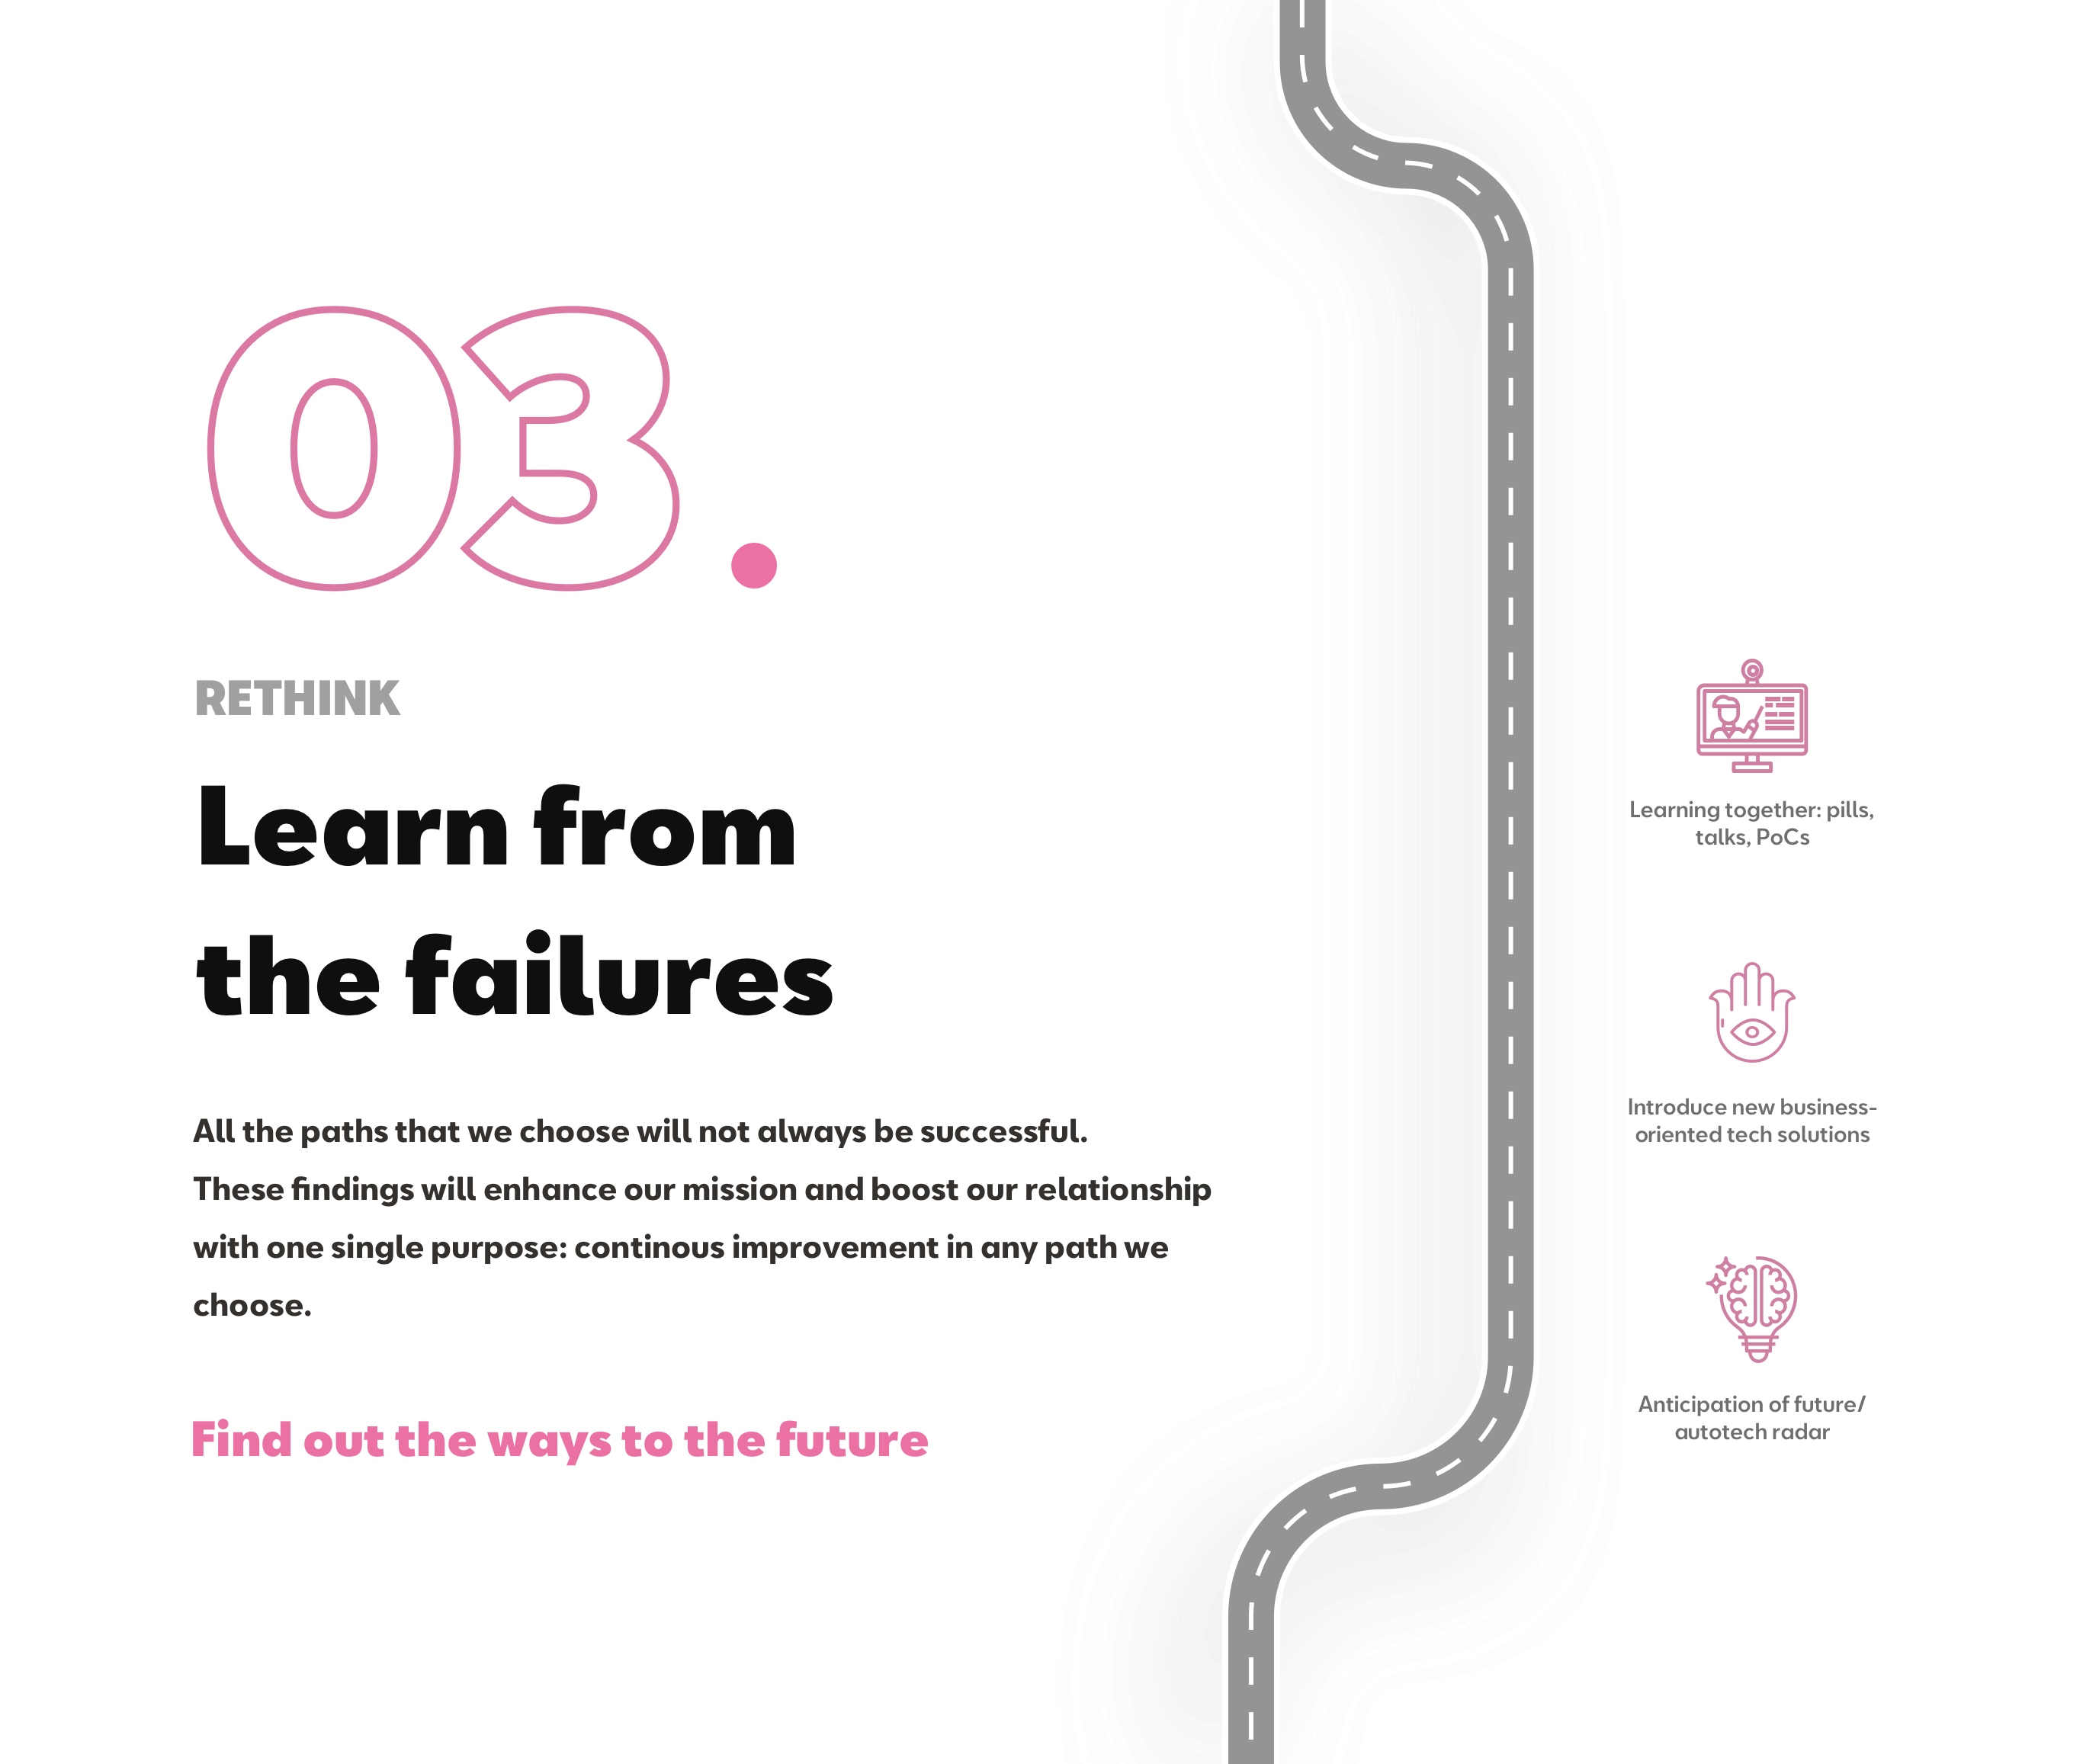 03.
RETHINK
Learn from
the failures
All the paths that we choose will not always be successful.
These findings will enhance our mission and boost our relationship
with one single purpose: continous improvement in any path we
choose.
Find out the ways to the future
Learning together: pills,
talks, PoCs
Introduce new business-
oriented tech solutions
Anticipation of future/
autotech radar